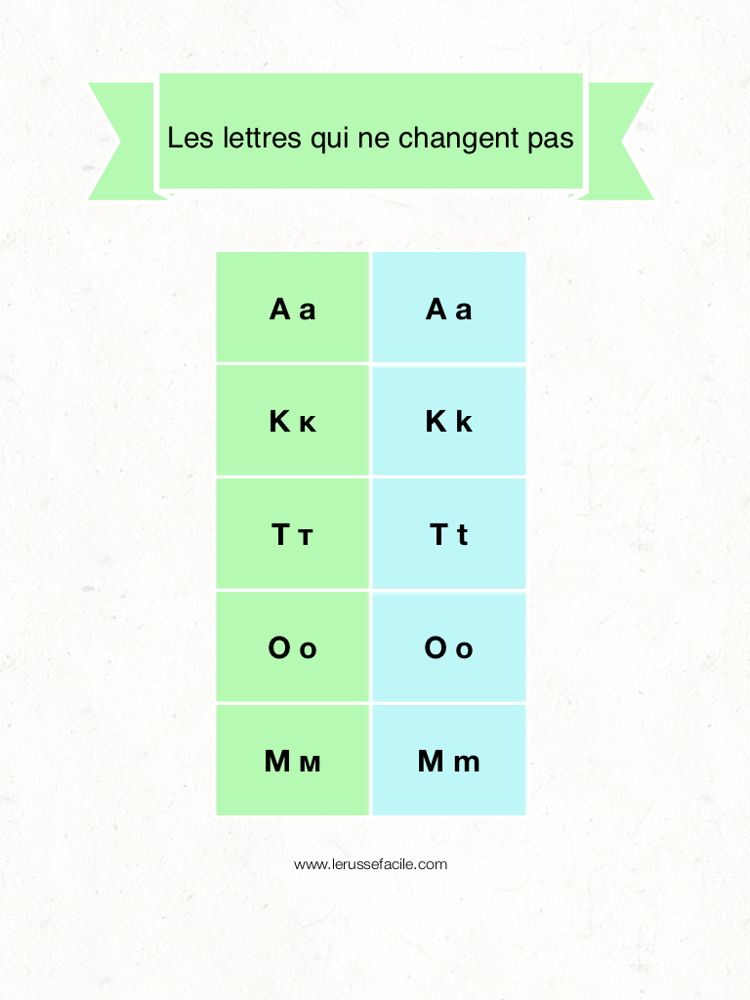 Les lettres qui ne changent pas
А а A a
К к K k
Т т T t
О о O o
М м M m
www.lerussefacile.com